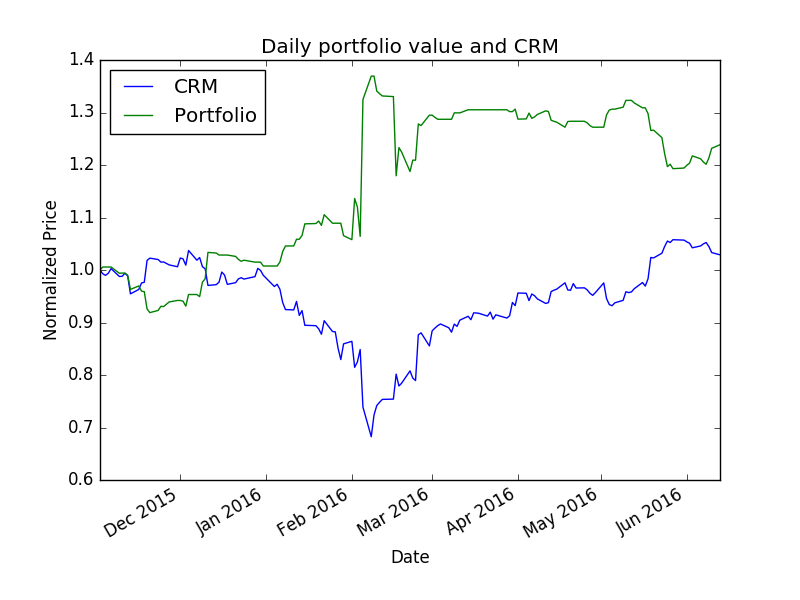 Daily portfolio value and CRM
CRM
Portfolio
1.4
1.3
1.2
1.1
1.0
0.9
0.8
0.7
0.6
Normalized Price
Dec 2015
Jan 2016
Feb 2016
Mar 2016
Apr 2016
May 2016
Jun 2016
Date